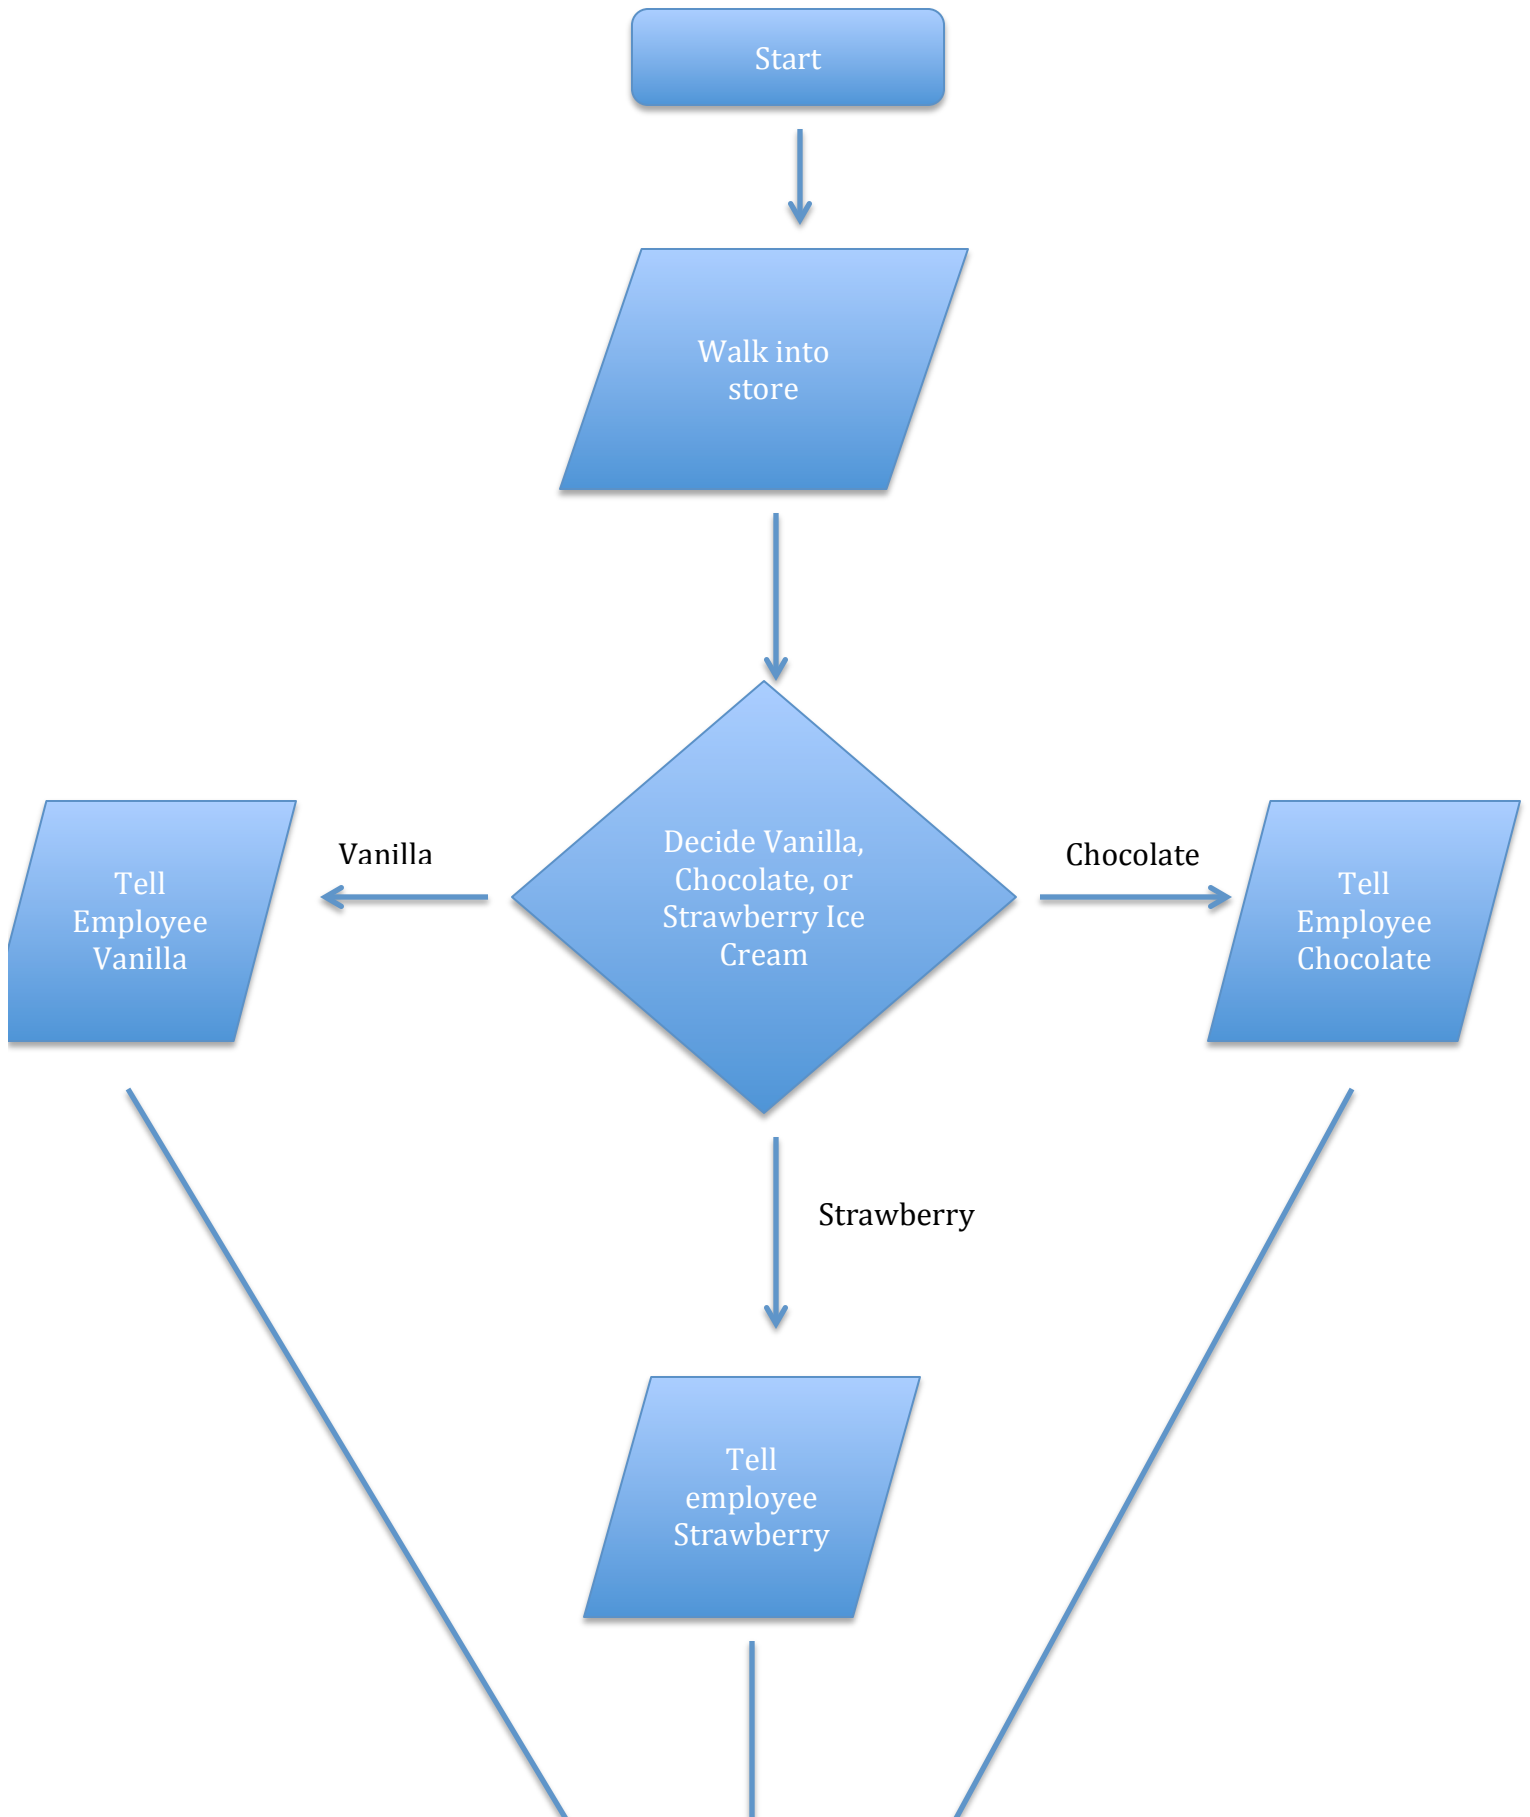 Start
Walk into
store
Decide Vanilla,
Chocolate, or
Strawberry Ice
Cream
Vanilla
Tell
Employee
Vanilla
Chocolate
Tell
Employee
Chocolate
Strawberry
Tell
employee
Strawberry